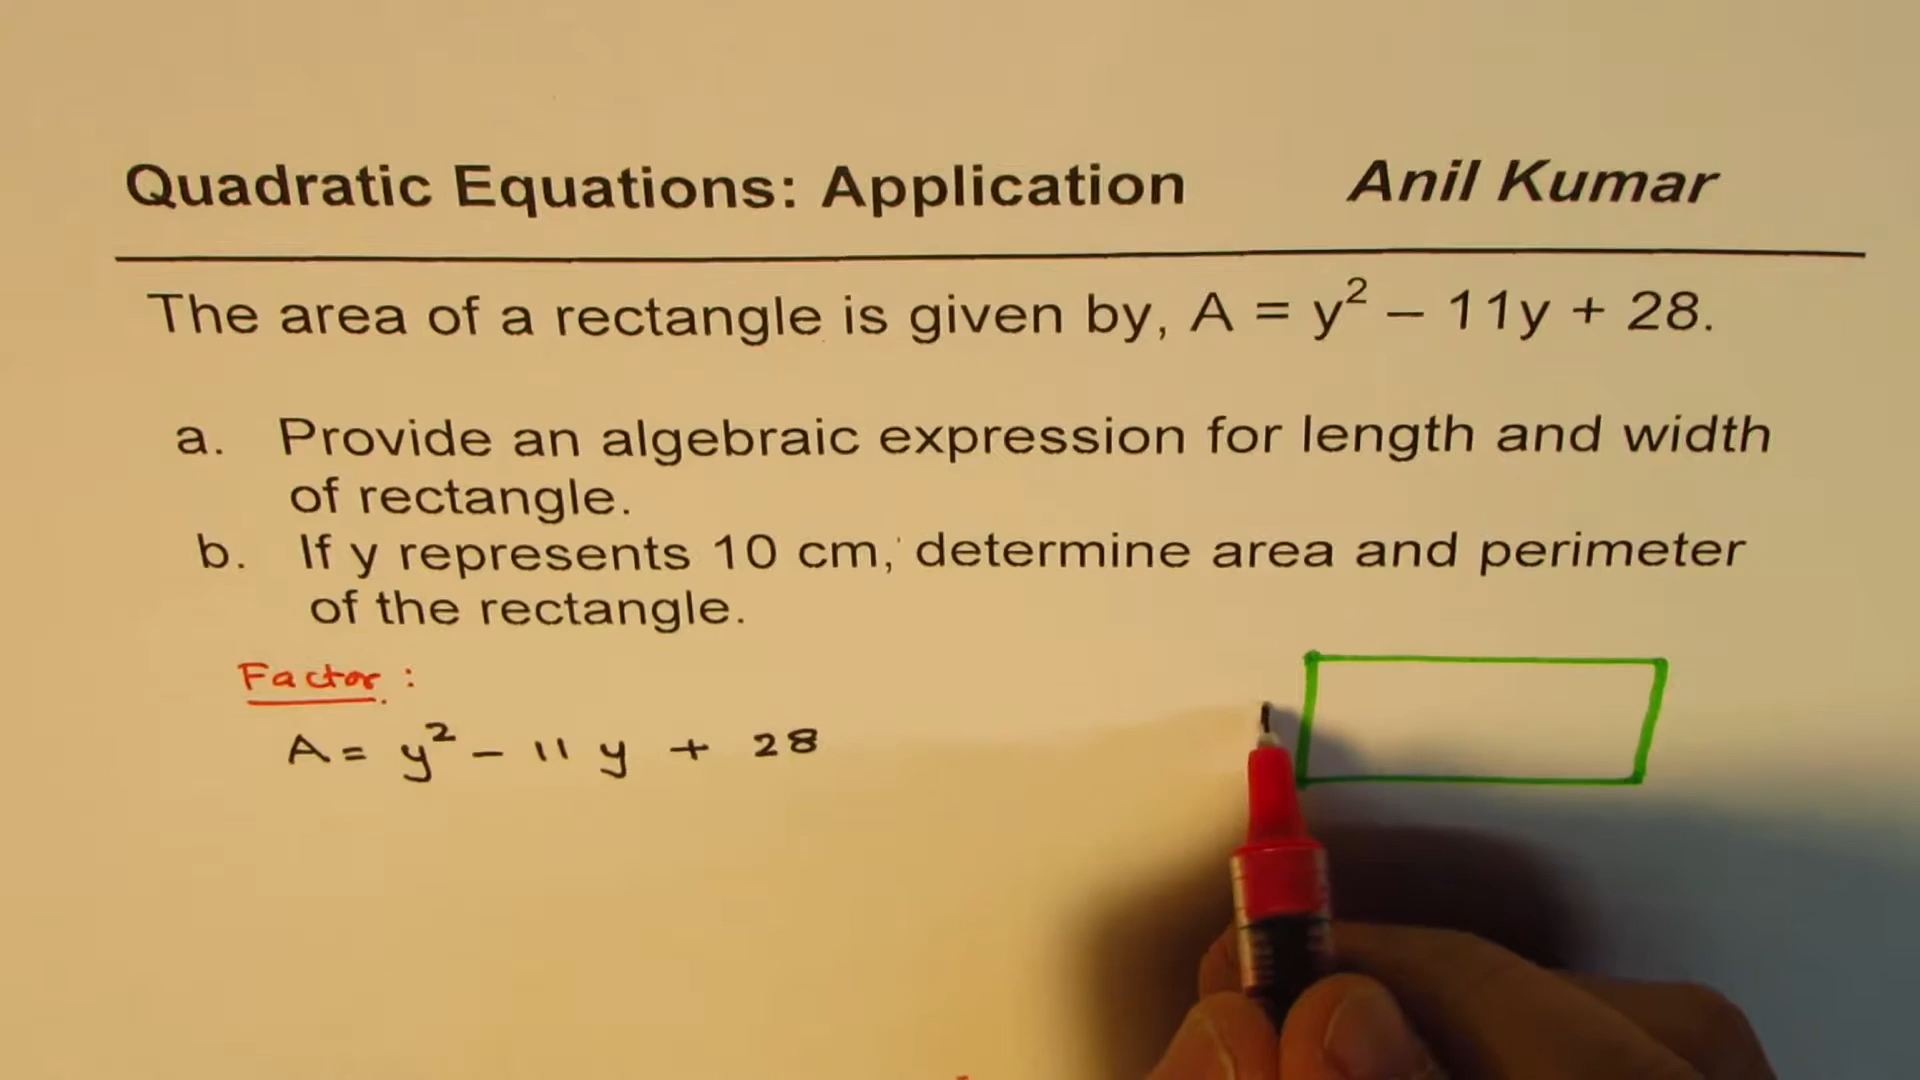 Quadratic Equations: Application Anil Kumar
The area of a rectangle is given by, A = y² – 11y + 28.
a. Provide an algebraic expression for length and width
of rectangle.
b. If y represents 10 cm, determine area and perimeter
of the rectangle.
Factor :
A = y² – 11 y + 28